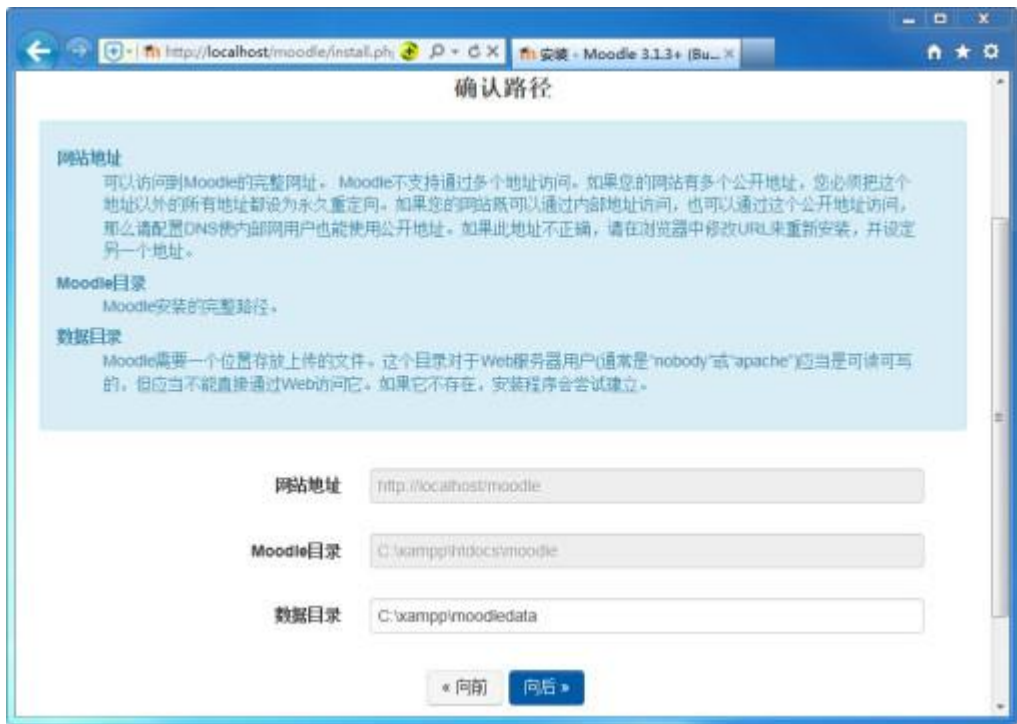 http://localhost/moodle/install.ph
安装 - Moodle 3.1.3+ (Bu...
确认路径
网站地址
可以访问到Moodle的完整网址。 Moodle不支持通过多个地址访问。如果您的网站有多个公开地址，您必须把这个
地址以外的所有地址都设为永久重定向。如果您的网站既可以通过内部地址访问，也可以通过这个公开地址访问，
那么请配置DNS使内部网用户也能使用公开地址。如果此地址不正确，请在浏览器中修改URL来重新安装，并设定
另一个地址。
Moodle目录
Moodle安装的完整路径。
数据目录
Moodle需要一个位置存放上传的文件。这个目录对于Web服务器用户(通常是"nobody"或"apache")应当是可读可写
的，但应当不能直接通过Web访问它。如果它不存在，安装程序会尝试建立。
网站地址 http://localhost/moodle
Moodle目录 C:\xampp\htdocs\moodle
数据目录 C:\xampp\moodledata
« 向前 向后 »